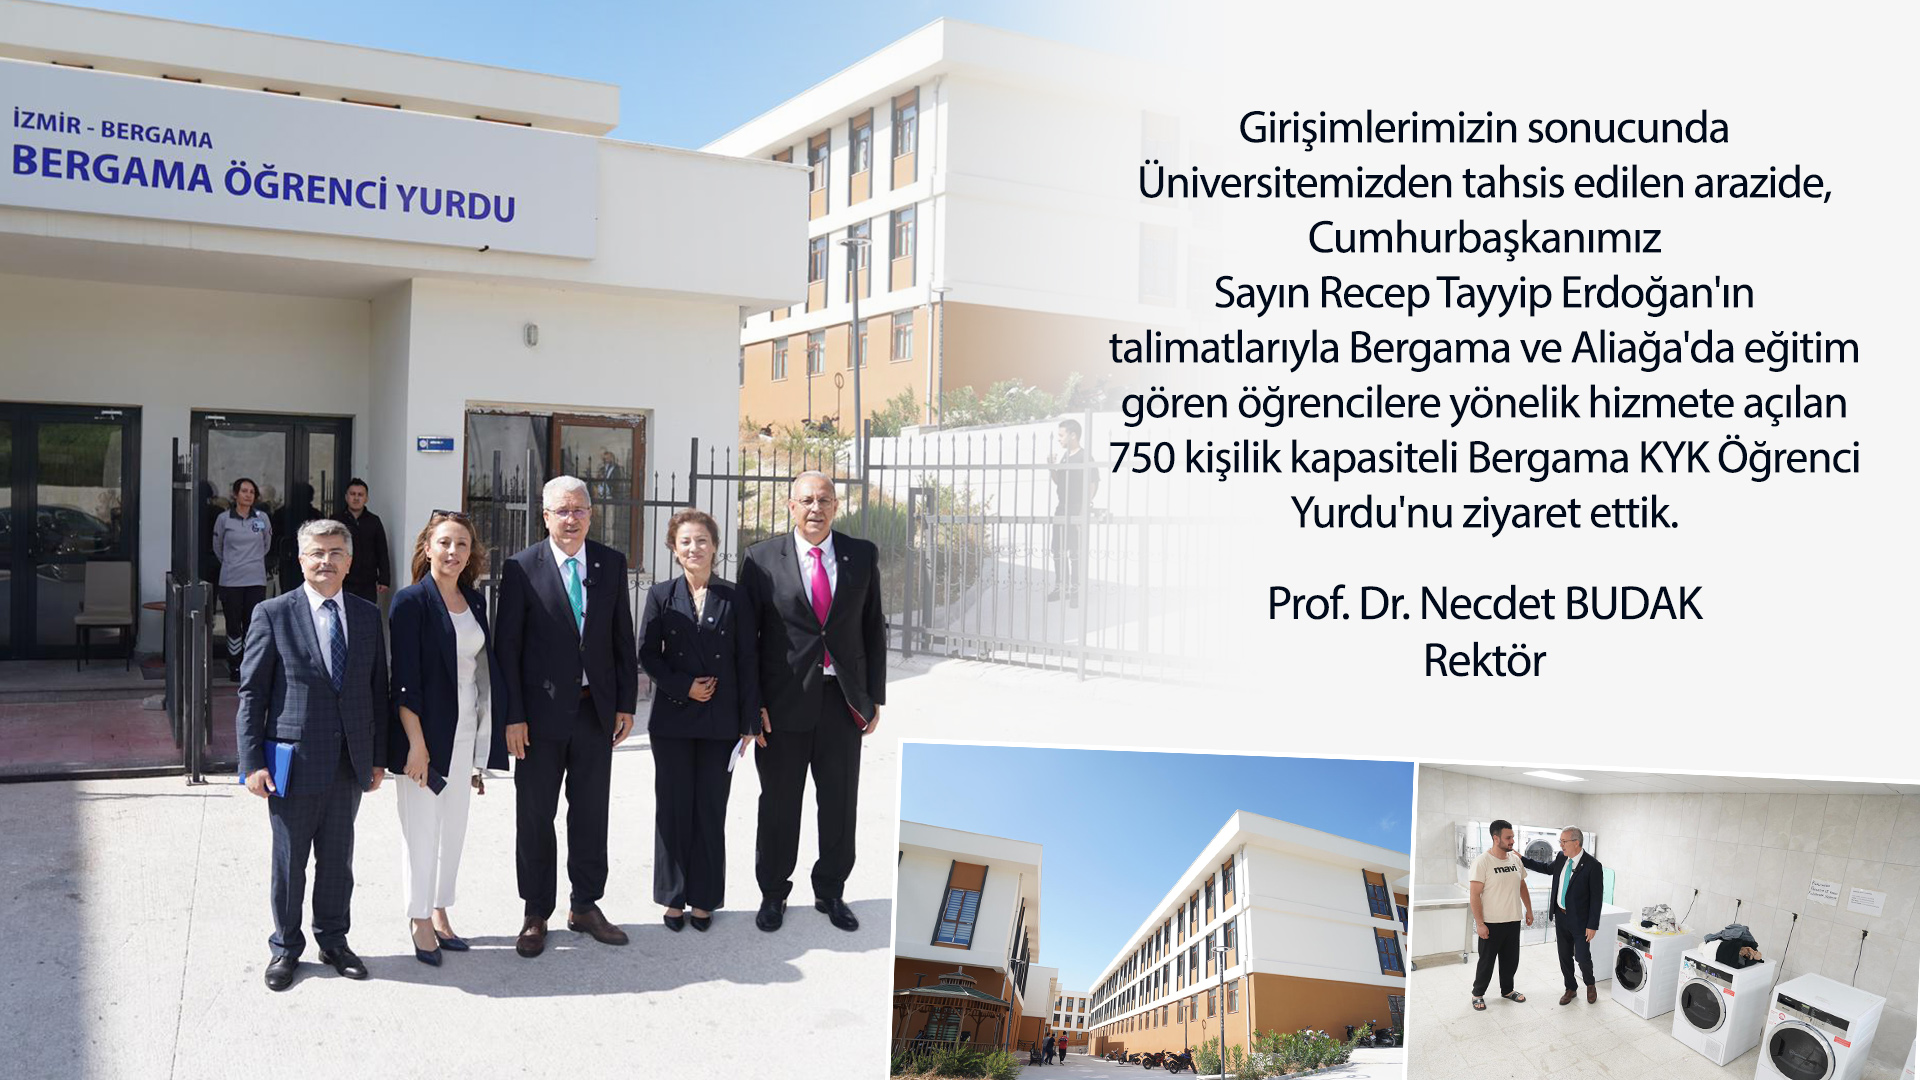 İZMİR - BERGAMA
BERGAMA ÖĞRENCİ YURDU
Girişimlerimizin sonucunda
Üniversitemizden tahsis edilen arazide,
Cumhurbaşkanımız
Sayın Recep Tayyip Erdoğan'ın
talimatlarıyla Bergama ve Aliağa'da eğitim
gören öğrencilere yönelik hizmete açılan
750 kişilik kapasiteli Bergama KYK Öğrenci
Yurdu'nu ziyaret ettik.
Prof. Dr. Necdet BUDAK
Rektör
mavi